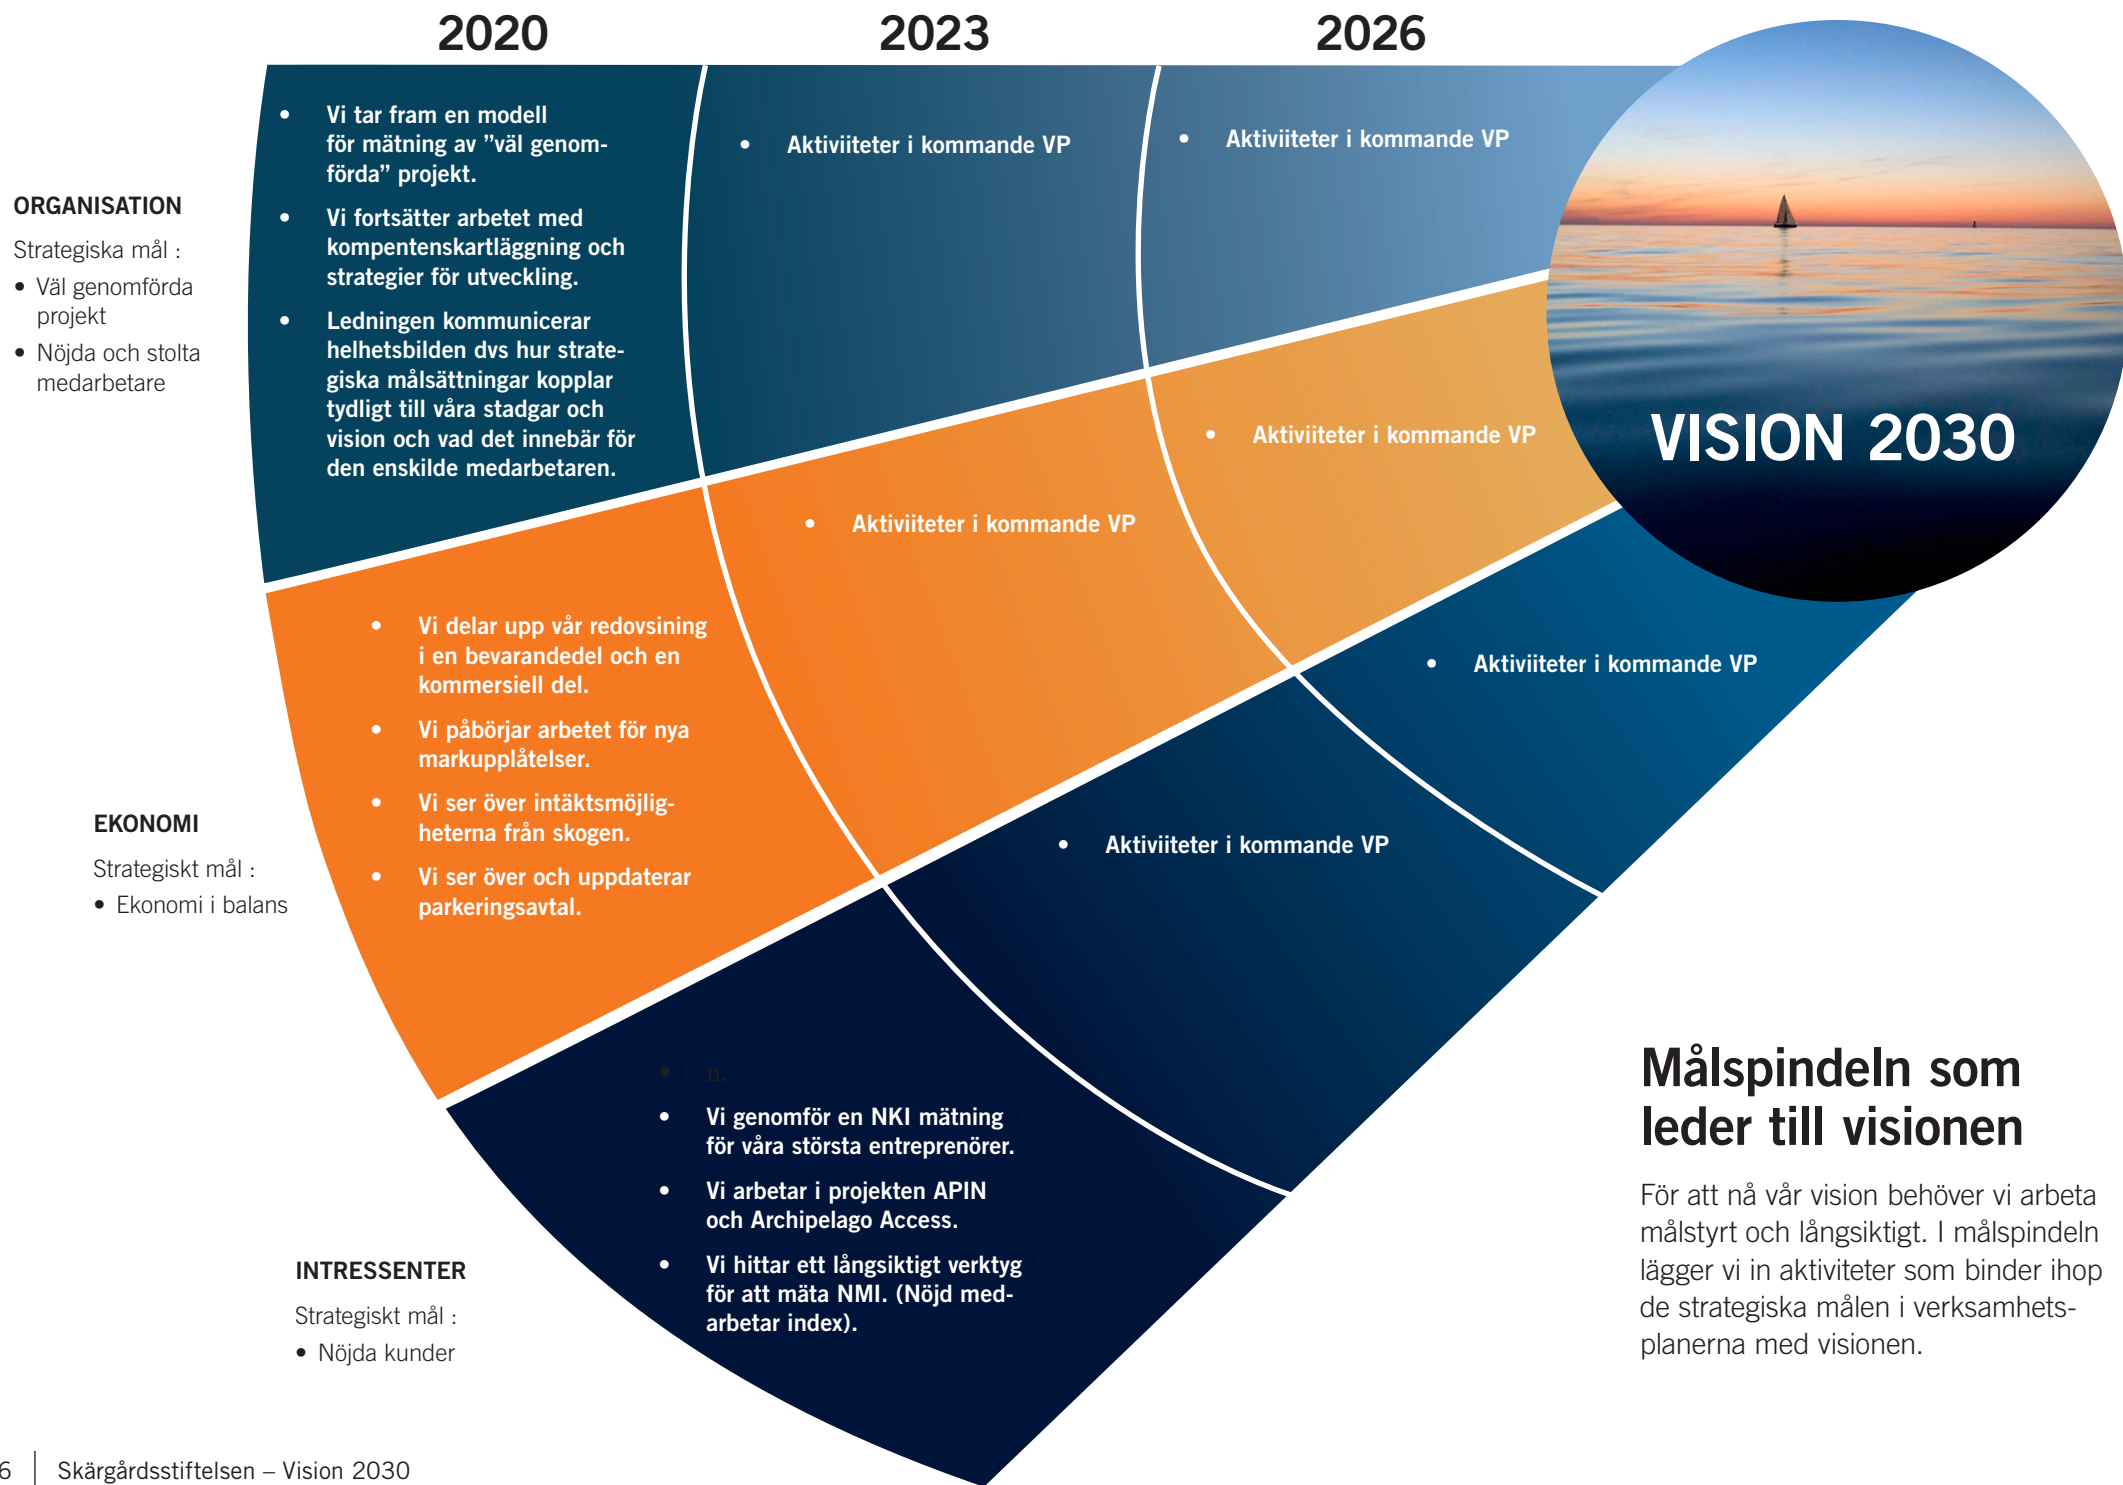 2020
2023
2026
ORGANISATION
Strategiska mål :
• Väl genomförda
projekt
• Nöjda och stolta
medarbetare
• Vi tar fram en modell
för mätning av ”väl genom-
förda” projekt.
• Vi fortsätter arbetet med
kompentenskartläggning och
strategier för utveckling.
• Ledningen kommunicerar
helhetsbilden dvs hur strate-
giska målsättningar kopplar
tydligt till våra stadgar och
vision och vad det innebär för
den enskilde medarbetaren.
• Aktiviiteter i kommande VP
• Aktiviiteter i kommande VP
VISION 2030
EKONOMI
Strategiskt mål :
• Ekonomi i balans
• Vi delar upp vår redovsining
i en bevarandedel och en
kommersiell del.
• Vi påbörjar arbetet för nya
markupplåtelser.
• Vi ser över intäktsmöjlig-
heterna från skogen.
• Vi ser över och uppdaterar
parkeringsavtal.
• Aktiviiteter i kommande VP
• Aktiviiteter i kommande VP
INTRESSENTER
Strategiskt mål :
• Nöjda kunder
• n.
• Vi genomför en NKI mätning
för våra största entreprenörer.
• Vi arbetar i projekten APIN
och Archipelago Access.
• Vi hittar ett långsiktigt verktyg
för att mäta NMI. (Nöjd med-
arbetar index).
• Aktiviiteter i kommande VP
• Aktiviiteter i kommande VP
Målspindeln som
leder till visionen
För att nå vår vision behöver vi arbeta
målstyrt och långsiktigt. I målspindeln
lägger vi in aktiviteter som binder ihop
de strategiska målen i verksamhets-
planerna med visionen.
6 | Skärgårdsstiftelsen – Vision 2030